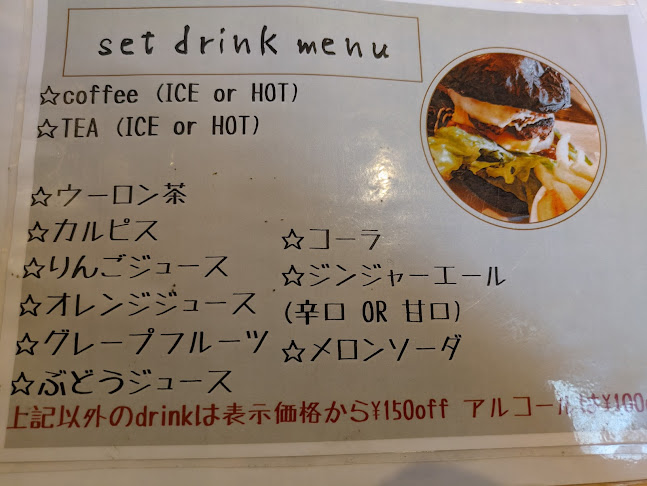 set drink menu
☆coffee (ICE or HOT)
☆TEA (ICE or HOT)
☆ウーロン茶
☆カルピス
☆りんごジュース
☆オレンジジュース
☆グレープフルーツ
☆ぶどうジュース
☆コーラ
☆ジンジャーエール
(辛口 OR 甘口)
☆メロンソーダ
上記以外のdrinkは表示価格から¥150off アルコールは¥100